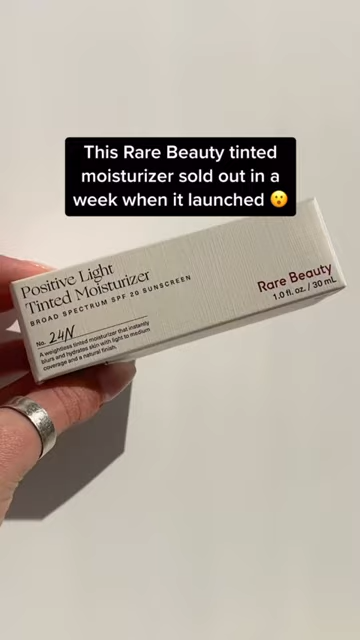 This Rare Beauty tinted
moisturizer sold out in a
week when it launched 😮
Positive Light
Tinted Moisturizer
BROAD SPECTRUM SPF 20 SUNSCREEN
No. 24N
A weightless tinted moisturizer that instantly
blurs and hydrates skin with light to medium
coverage and a natural finish.
Rare Beauty
1.0 fl. oz. / 30 mL